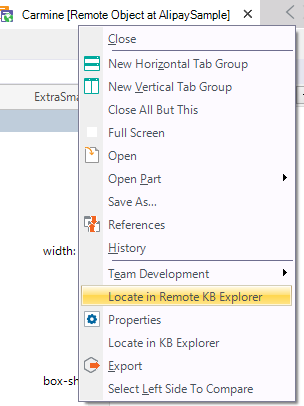 Carmine [Remote Object at AlipaySample]
Close
New Horizontal Tab Group
New Vertical Tab Group
Close All But This
ExtraSma
Full Screen
Open
Open Part
Save As...
References
History
width:
Team Development
Locate in Remote KB Explorer
Properties
Locate in KB Explorer
Export
box-sh
Select Left Side To Compare